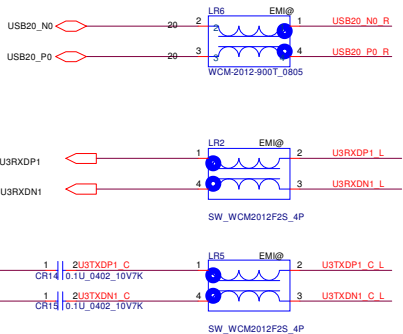 LR6 EMI@
USB20_N0 20 2 1 USB20_N0_R
USB20_P0 20 3 3 4 USB20_P0_R
WCM-2012-900T_0805
LR2 EMI@
U3RXDP1 1 2 U3RXDP1_L
U3RXDN1 4 3 U3RXDN1_L
SW_WCM2012F2S_4P
LR5 EMI@
1 2 U3TXDP1_C 1 2 U3TXDP1_C_L
CR14 0.1U_0402_10V7K
1 2 U3TXDN1_C 4 3 U3TXDN1_C_L
CR15 0.1U_0402_10V7K
SW_WCM2012F2S_4P